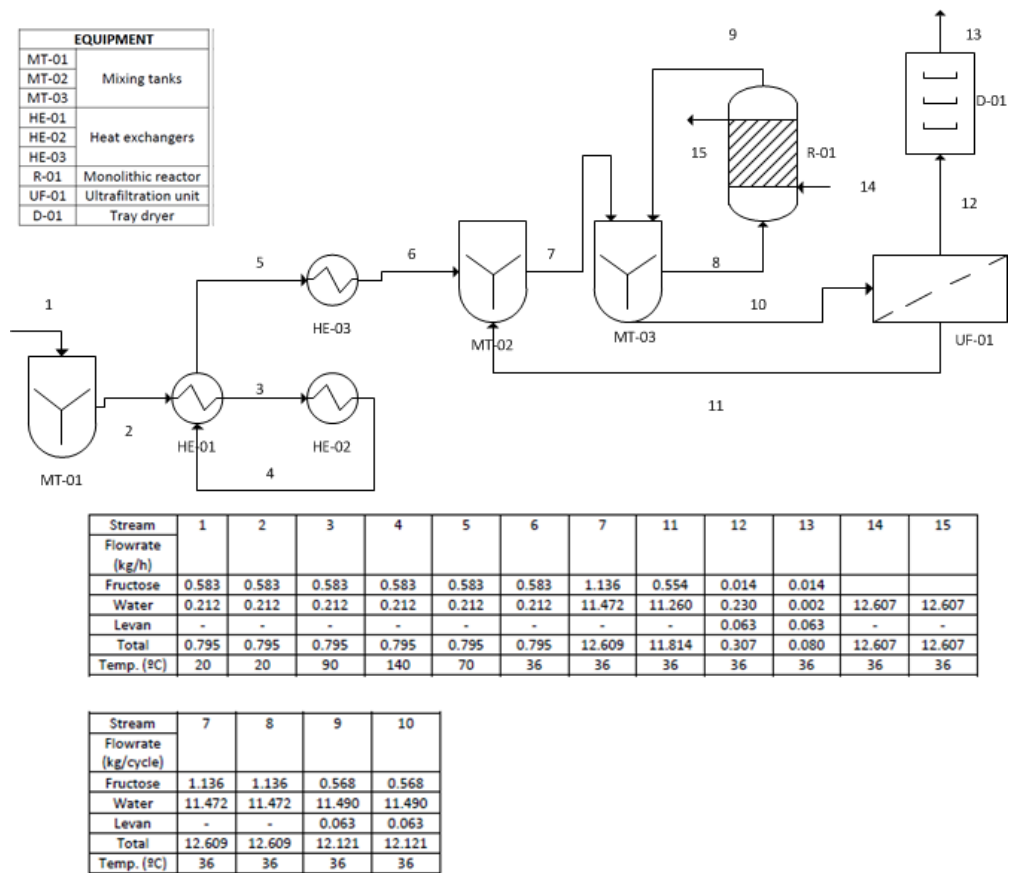 EQUIPMENT
MT-01
MT-02 Mixing tanks
MT-03
HE-01
HE-02 Heat exchangers
HE-03
R-01 Monolithic reactor
UF-01 Ultrafiltration unit
D-01 Tray dryer
9
13
D-01
15
R-01
14
12
5
6
7
8
1
10
HE-03
MT-02
MT-03
UF-01
3
11
2
HE-01
HE-02
4
MT-01
Stream 1 2 3 4 5 6 7 11 12 13 14 15
Flowrate
(kg/h)
Fructose 0.583 0.583 0.583 0.583 0.583 0.583 1.136 0.554 0.014 0.014
Water 0.212 0.212 0.212 0.212 0.212 0.212 11.472 11.260 0.230 0.002 12.607 12.607
Levan - - - - - - - - 0.063 0.063 - -
Total 0.795 0.795 0.795 0.795 0.795 0.795 12.609 11.814 0.307 0.080 12.607 12.607
Temp. (ºC) 20 20 90 140 70 36 36 36 36 36 36 36
Stream 7 8 9 10
Flowrate
(kg/cycle)
Fructose 1.136 1.136 0.568 0.568
Water 11.472 11.472 11.490 11.490
Levan - - 0.063 0.063
Total 12.609 12.609 12.121 12.121
Temp. (ºC) 36 36 36 36